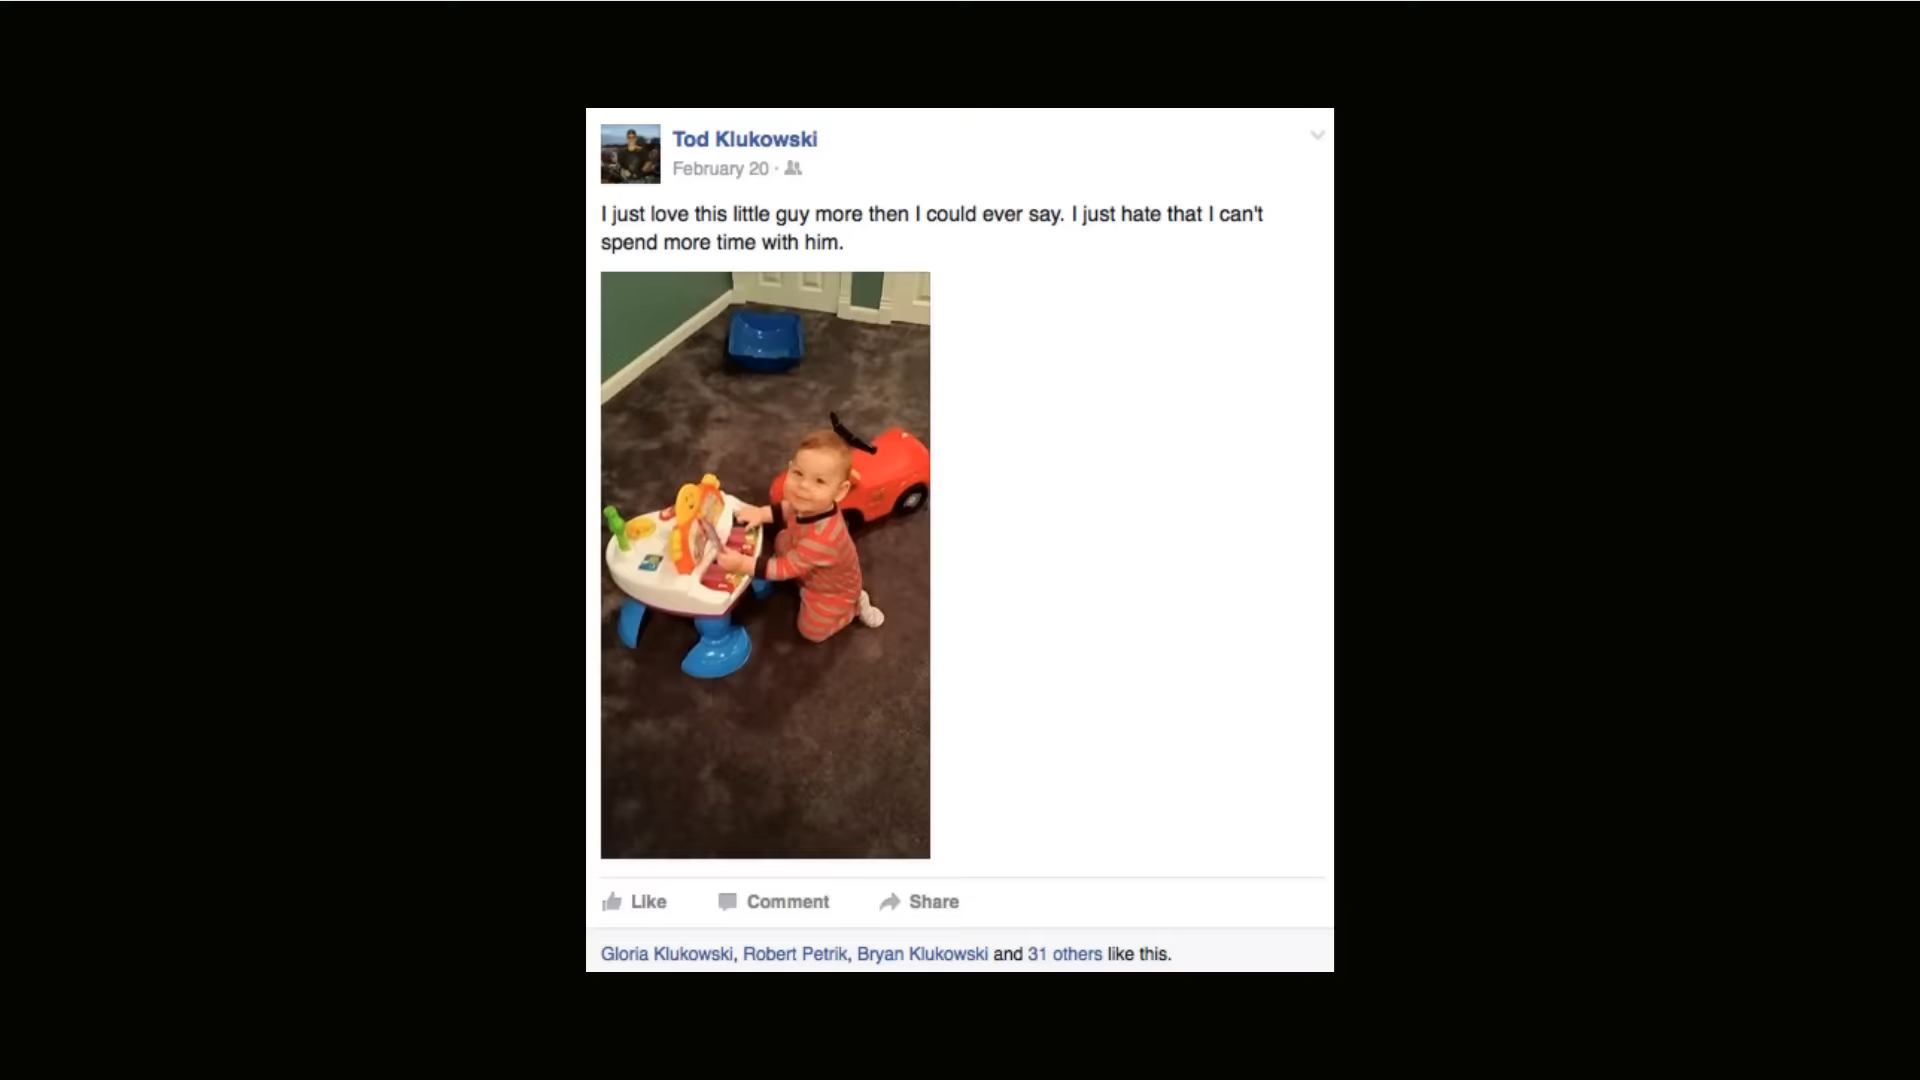 Tod Klukowski
February 20 ·
I just love this little guy more then I could ever say. I just hate that I can't
spend more time with him.
Like Comment Share
Gloria Klukowski, Robert Petrik, Bryan Klukowski and 31 others like this.